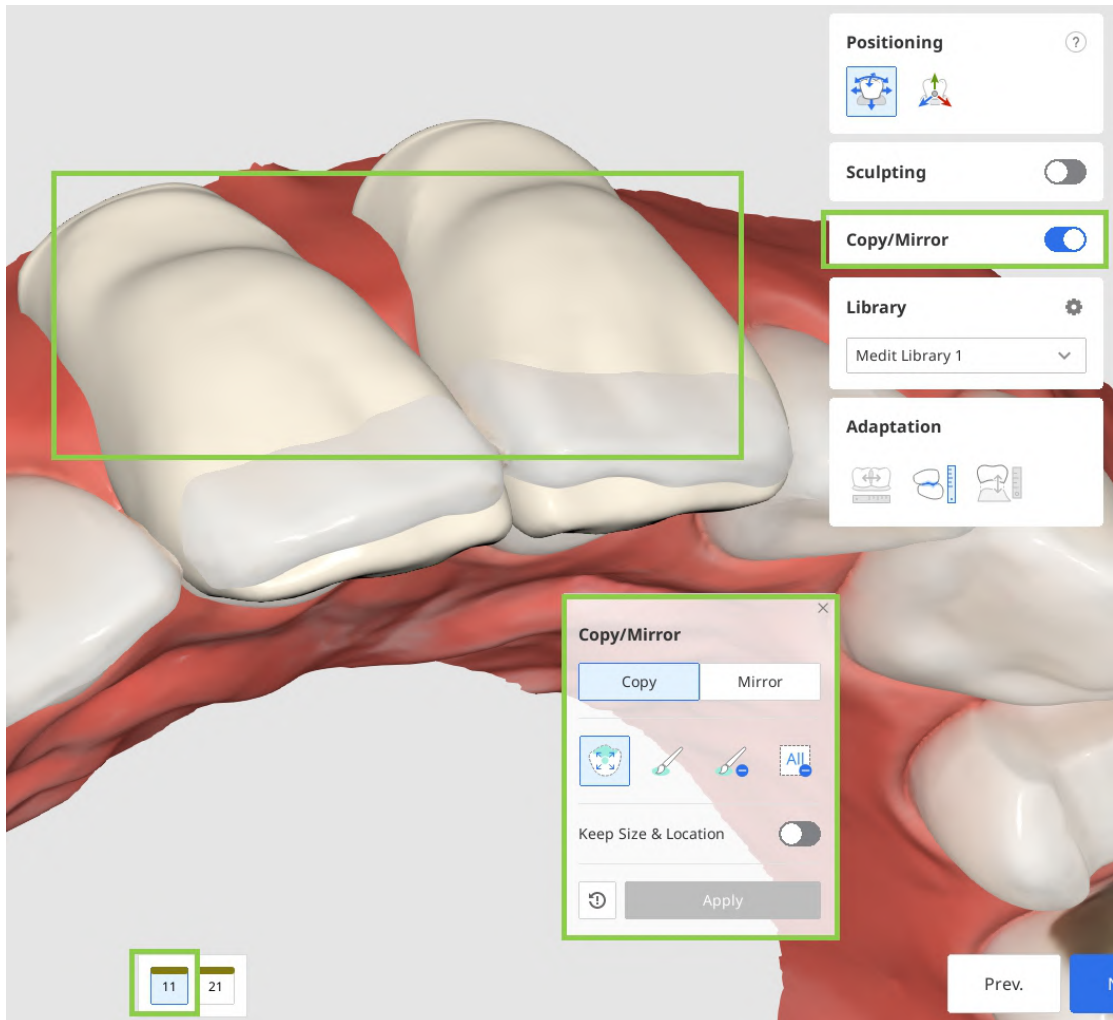 Positioning
?
Sculpting
Copy/Mirror
Library
Medit Library 1
Adaptation
Copy/Mirror
Copy
Mirror
All
Keep Size & Location
Apply
11
21
Prev.